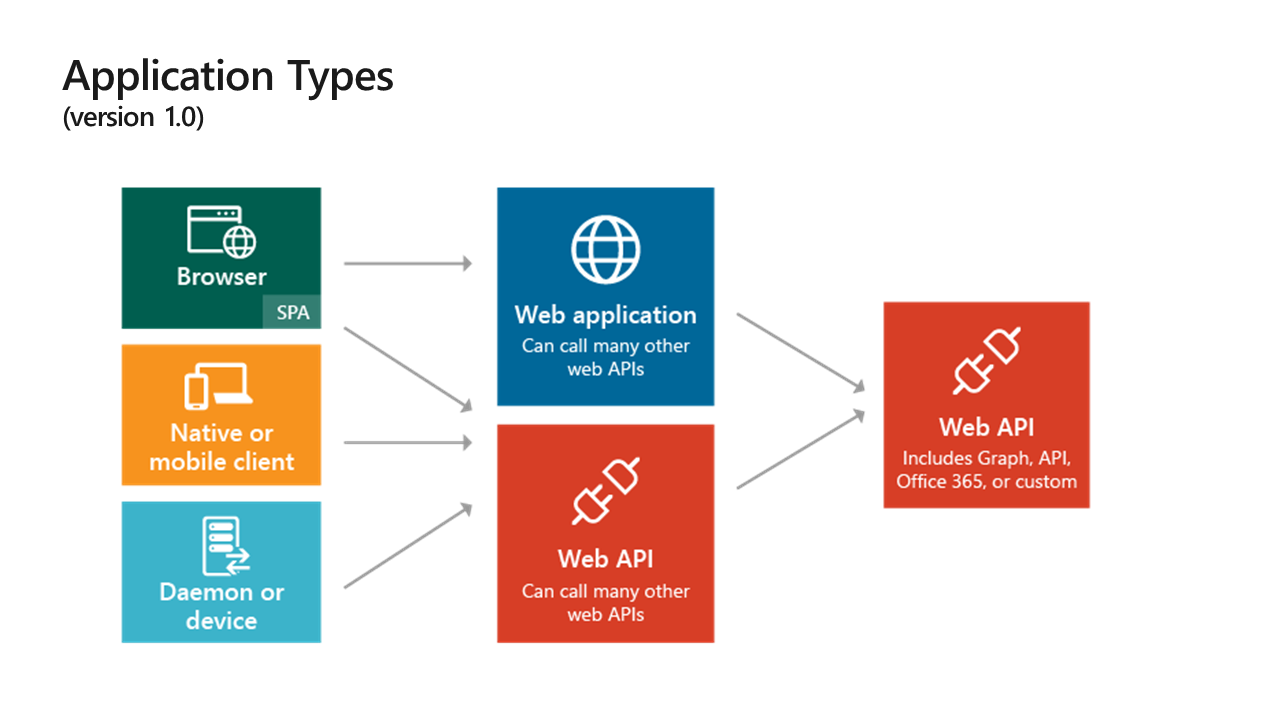 Application Types
(version 1.0)
Browser
SPA
Native or
mobile client
Daemon or
device
Web application
Can call many other
web APIs
Web API
Can call many other
web APIs
Web API
Includes Graph, API,
Office 365, or custom